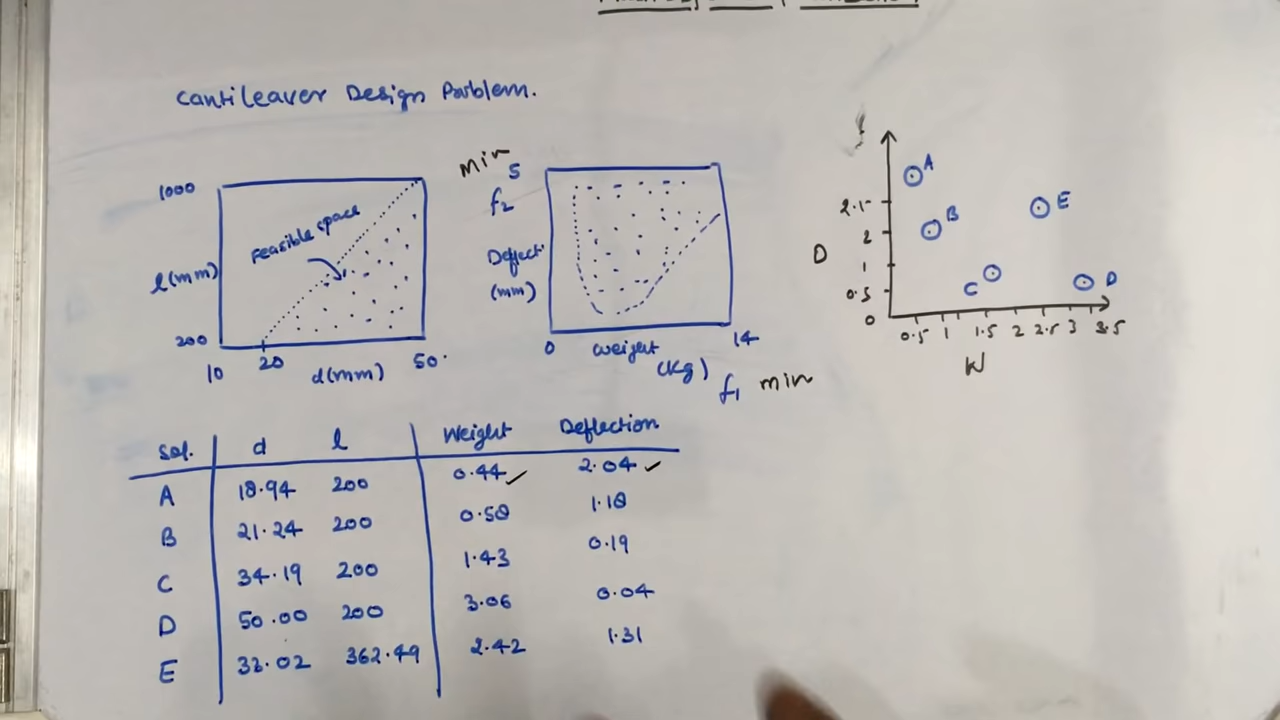 Cantileaver Design Problem.
1000
l(mm)
200
Feasible space
10 20 50.
d(mm)
min
5
f2
Deflect.
(mm)
0 weight 14
(Kg)
f1 min
A
B
E
C
D
D
2.5
2
1
0.5
0
0.5 1 1.5 2 2.5 3 3.5
W
Sol. d l Weight Deflection
A 18.94 200 0.44 ✓ 2.04 ✓
B 21.24 200 0.58 1.18
C 34.19 200 1.43 0.19
D 50.00 200 3.06 0.04
E 33.02 362.49 2.42 1.31